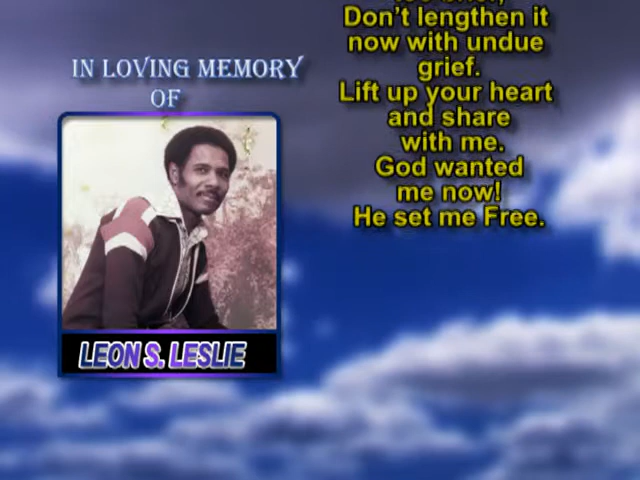 IN LOVING MEMORY
OF
LEON S. LESLIE
Don't lengthen it
now with undue
grief.
Lift up your heart
and share
with me.
God wanted
me now!
He set me Free.